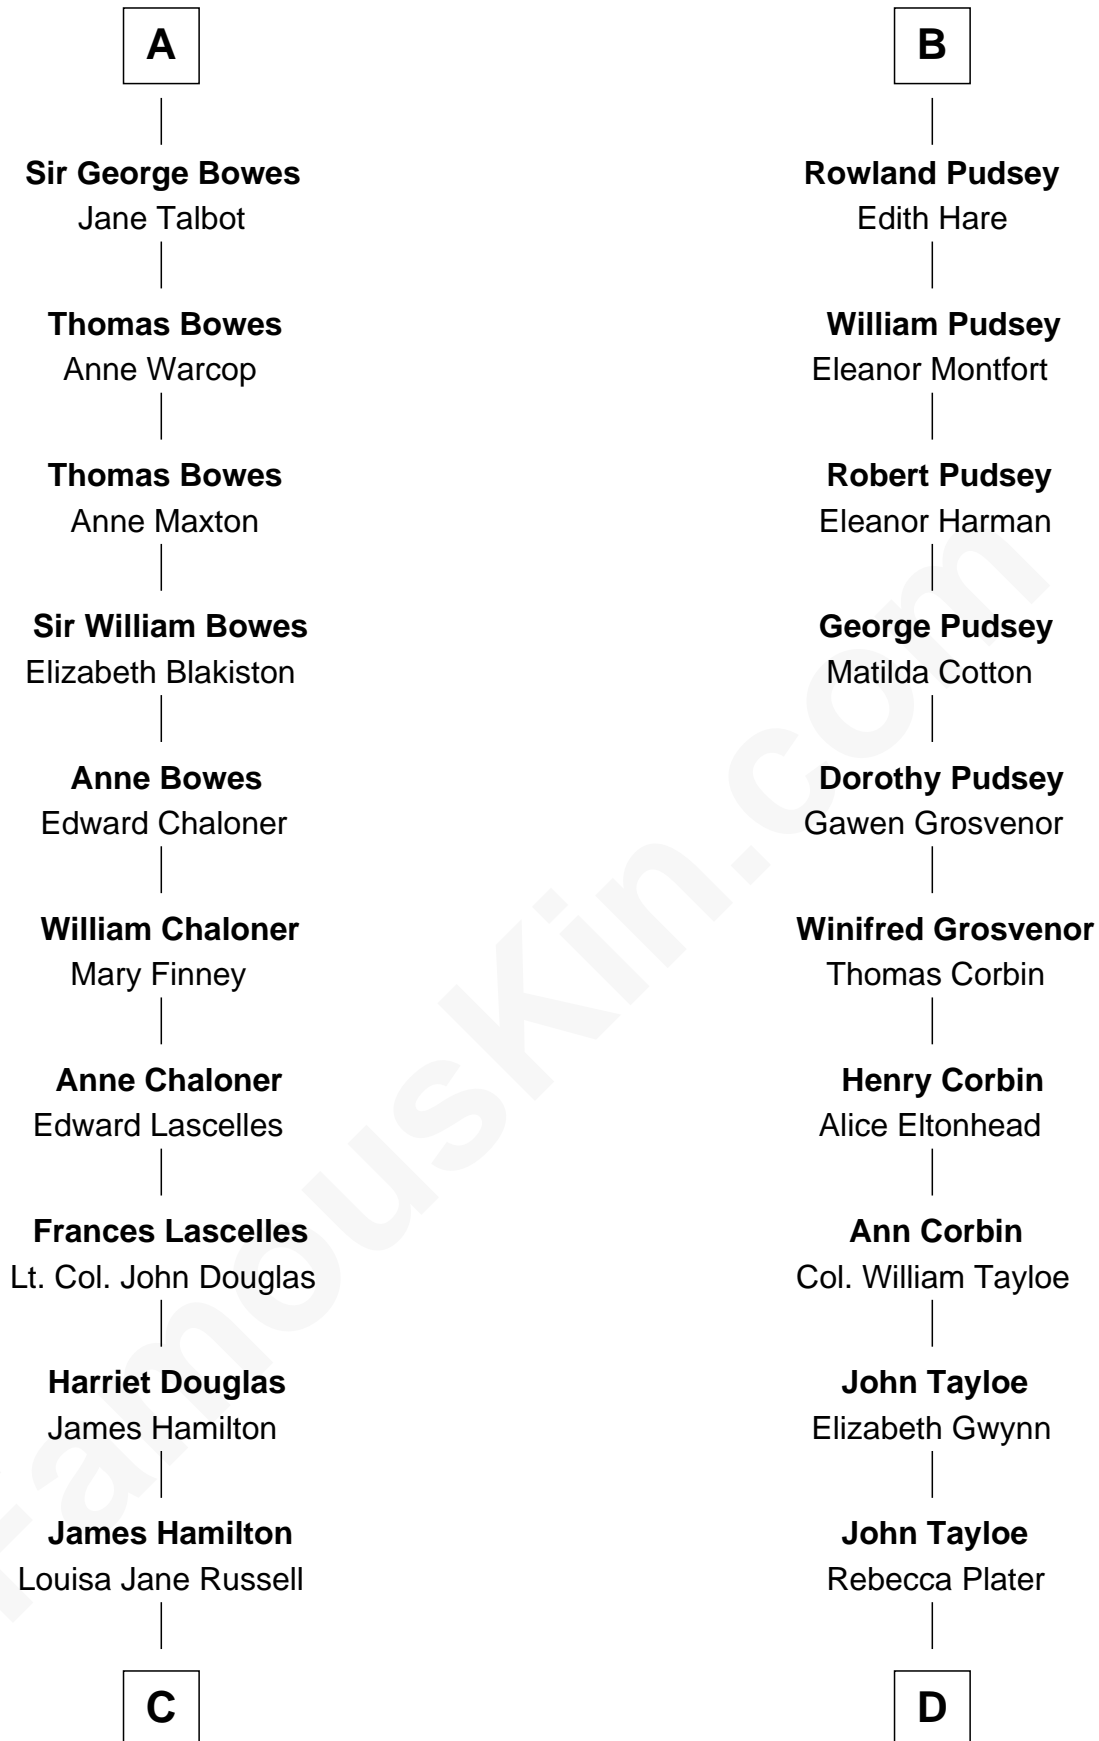 A
Sir George Bowes
Jane Talbot
Thomas Bowes
Anne Warcop
Thomas Bowes
Anne Maxton
Sir William Bowes
Elizabeth Blakiston
Anne Bowes
Edward Chaloner
William Chaloner
Mary Finney
Anne Chaloner
Edward Lascelles
Frances Lascelles
Lt. Col. John Douglas
Harriet Douglas
James Hamilton
James Hamilton
Louisa Jane Russell
C
B
Rowland Pudsey
Edith Hare
William Pudsey
Eleanor Montfort
Robert Pudsey
Eleanor Harman
George Pudsey
Matilda Cotton
Dorothy Pudsey
Gawen Grosvenor
Winifred Grosvenor
Thomas Corbin
Henry Corbin
Alice Eltonhead
Ann Corbin
Col. William Tayloe
John Tayloe
Elizabeth Gwynn
John Tayloe
Rebecca Plater
D
FamousKin.com